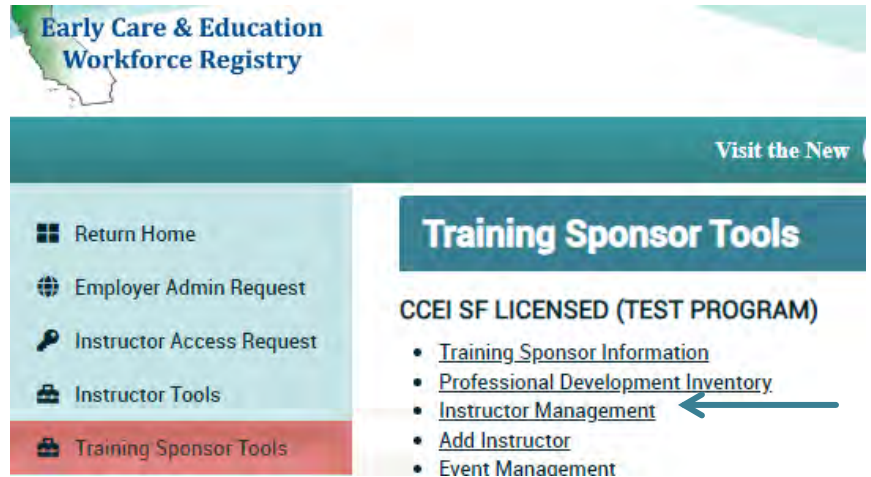 Early Care & Education
Workforce Registry
Visit the New
Return Home
Employer Admin Request
Instructor Access Request
Instructor Tools
Training Sponsor Tools
Training Sponsor Tools
CCEI SF LICENSED (TEST PROGRAM)
• Training Sponsor Information
• Professional Development Inventory
• Instructor Management
• Add Instructor
• Event Management